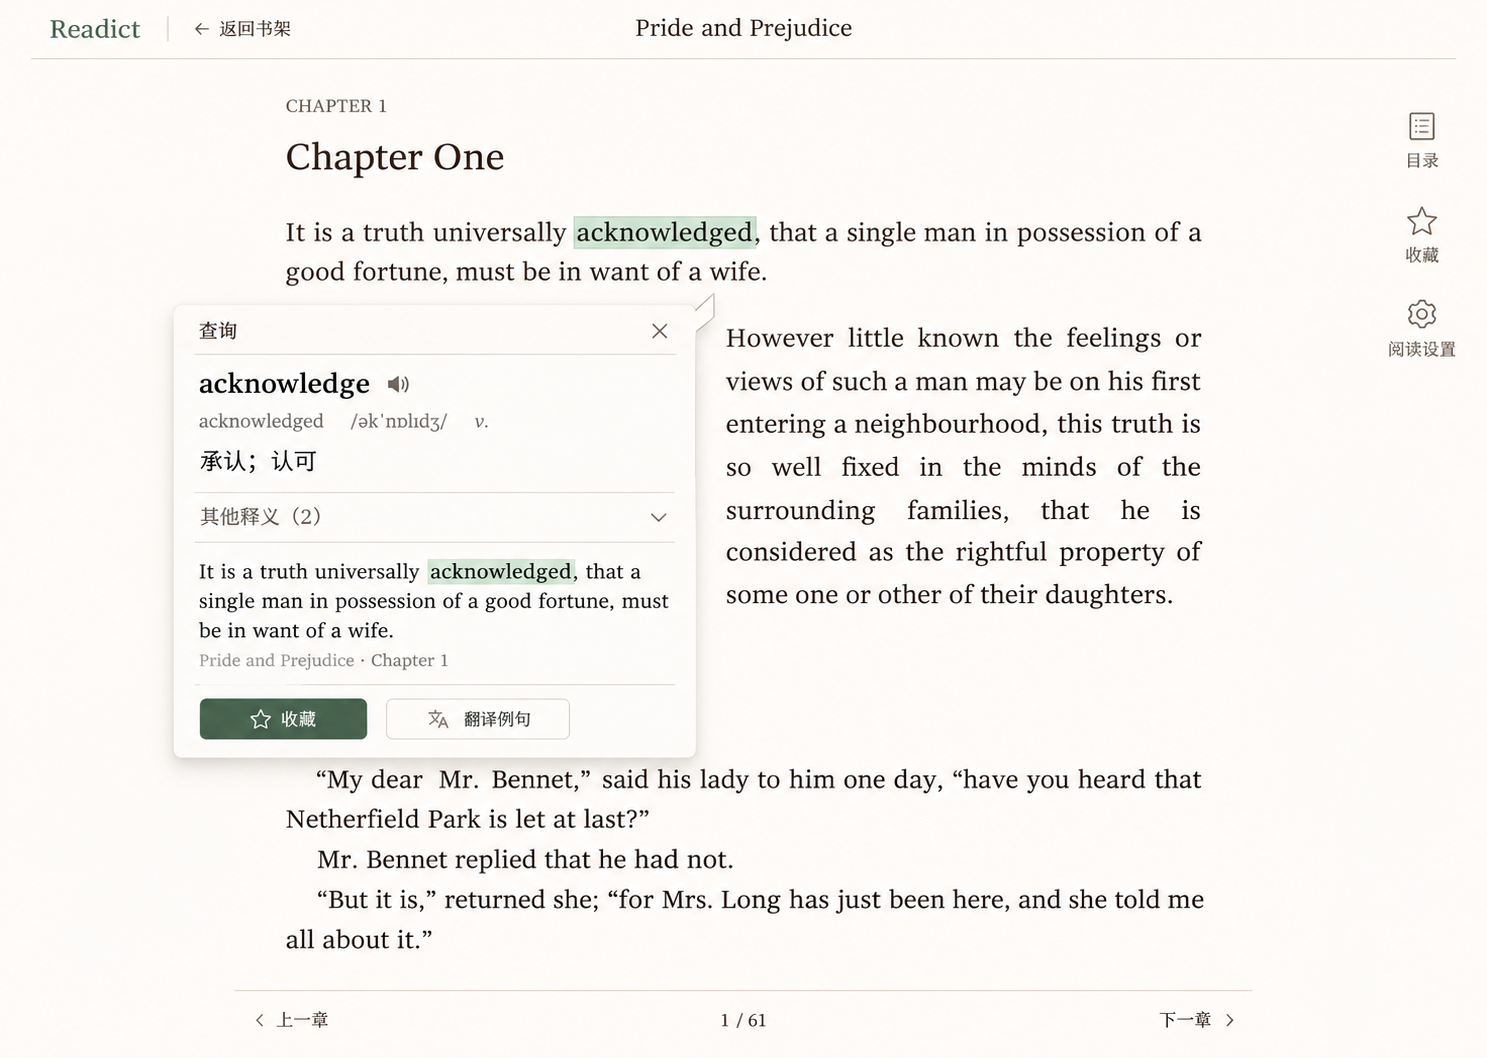 Readict
← 返回书架
Pride and Prejudice
CHAPTER 1
Chapter One
It is a truth universally acknowledged, that a single man in possession of a
good fortune, must be in want of a wife.
查询
acknowledge
acknowledged /əkˈnɒlɪdʒ/ v.
承认；认可
其他释义（2）
It is a truth universally acknowledged, that a
single man in possession of a good fortune, must
be in want of a wife.
Pride and Prejudice · Chapter 1
收藏
翻译例句
However little known the feelings or
views of such a man may be on his first
entering a neighbourhood, this truth is
so well fixed in the minds of the
surrounding families, that he is
considered as the rightful property of
some one or other of their daughters.
“My dear Mr. Bennet,” said his lady to him one day, “have you heard that
Netherfield Park is let at last?”
Mr. Bennet replied that he had not.
“But it is,” returned she; “for Mrs. Long has just been here, and she told me
all about it.”
目录
收藏
阅读设置
上一章
1 / 61
下一章